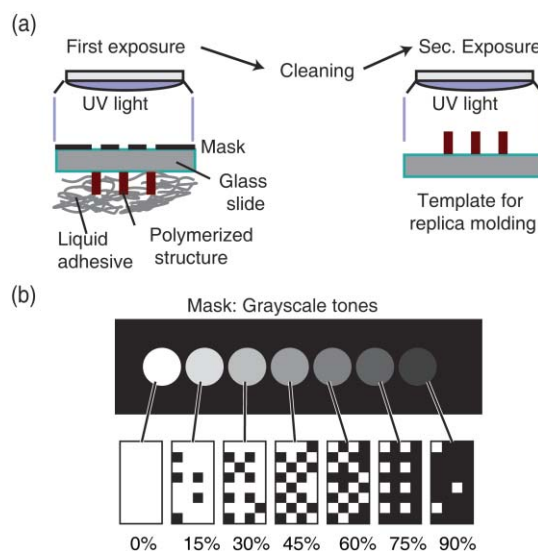 (a)
First exposure
Cleaning
Sec. Exposure
UV light
UV light
Mask
Glass
slide
Liquid
adhesive
Polymerized
structure
Template for
replica molding
(b)
Mask: Grayscale tones
0% 15% 30% 45% 60% 75% 90%